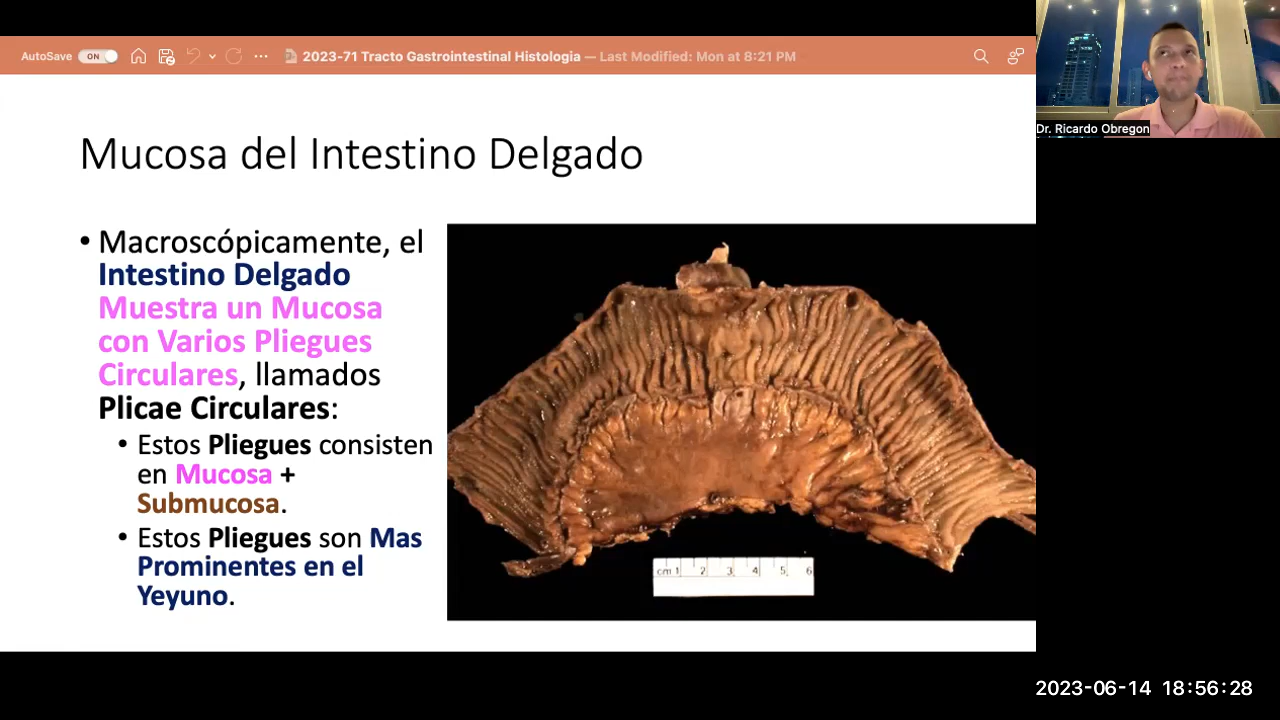 AutoSave ON 2023-71 Tracto Gastrointestinal Histologia — Last Modified: Mon at 8:21 PM
Dr. Ricardo Obregon
Mucosa del Intestino Delgado
• Macroscópicamente, el
Intestino Delgado
Muestra un Mucosa
con Varios Pliegues
Circulares, llamados
Plicae Circulares:
• Estos Pliegues consisten
en Mucosa +
Submucosa.
• Estos Pliegues son Mas
Prominentes en el
Yeyuno.
cm 1 2 3 4 5 6
2023-06-14 18:56:28